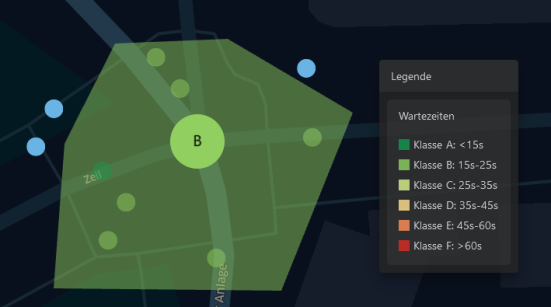 Legende
Wartezeiten
B
Klasse A: <15s
Klasse B: 15s-25s
Klasse C: 25s-35s
Zeil
Klasse D: 35s-45s
Klasse E: 45s-60s
Klasse F: >60s
Anlage